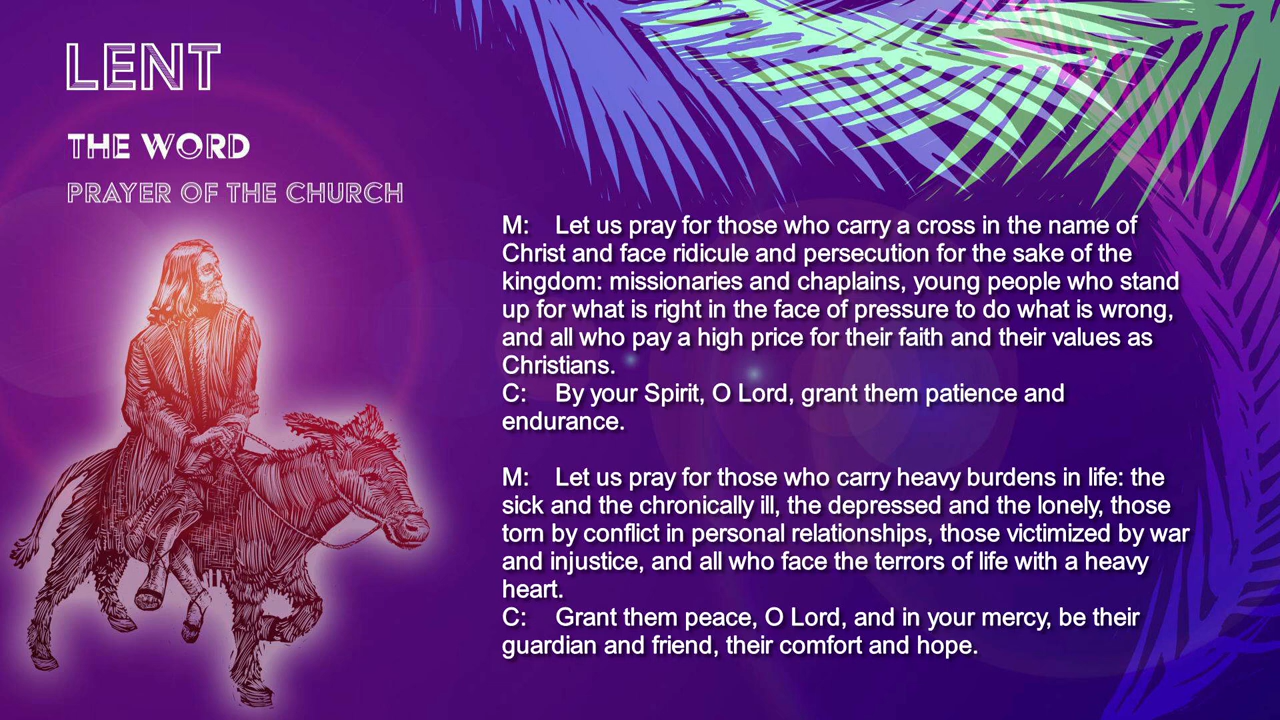 LENT
THE WORD
PRAYER OF THE CHURCH
M: Let us pray for those who carry a cross in the name of
Christ and face ridicule and persecution for the sake of the
kingdom: missionaries and chaplains, young people who stand
up for what is right in the face of pressure to do what is wrong,
and all who pay a high price for their faith and their values as
Christians.
C: By your Spirit, O Lord, grant them patience and
endurance.
M: Let us pray for those who carry heavy burdens in life: the
sick and the chronically ill, the depressed and the lonely, those
torn by conflict in personal relationships, those victimized by war
and injustice, and all who face the terrors of life with a heavy
heart.
C: Grant them peace, O Lord, and in your mercy, be their
guardian and friend, their comfort and hope.